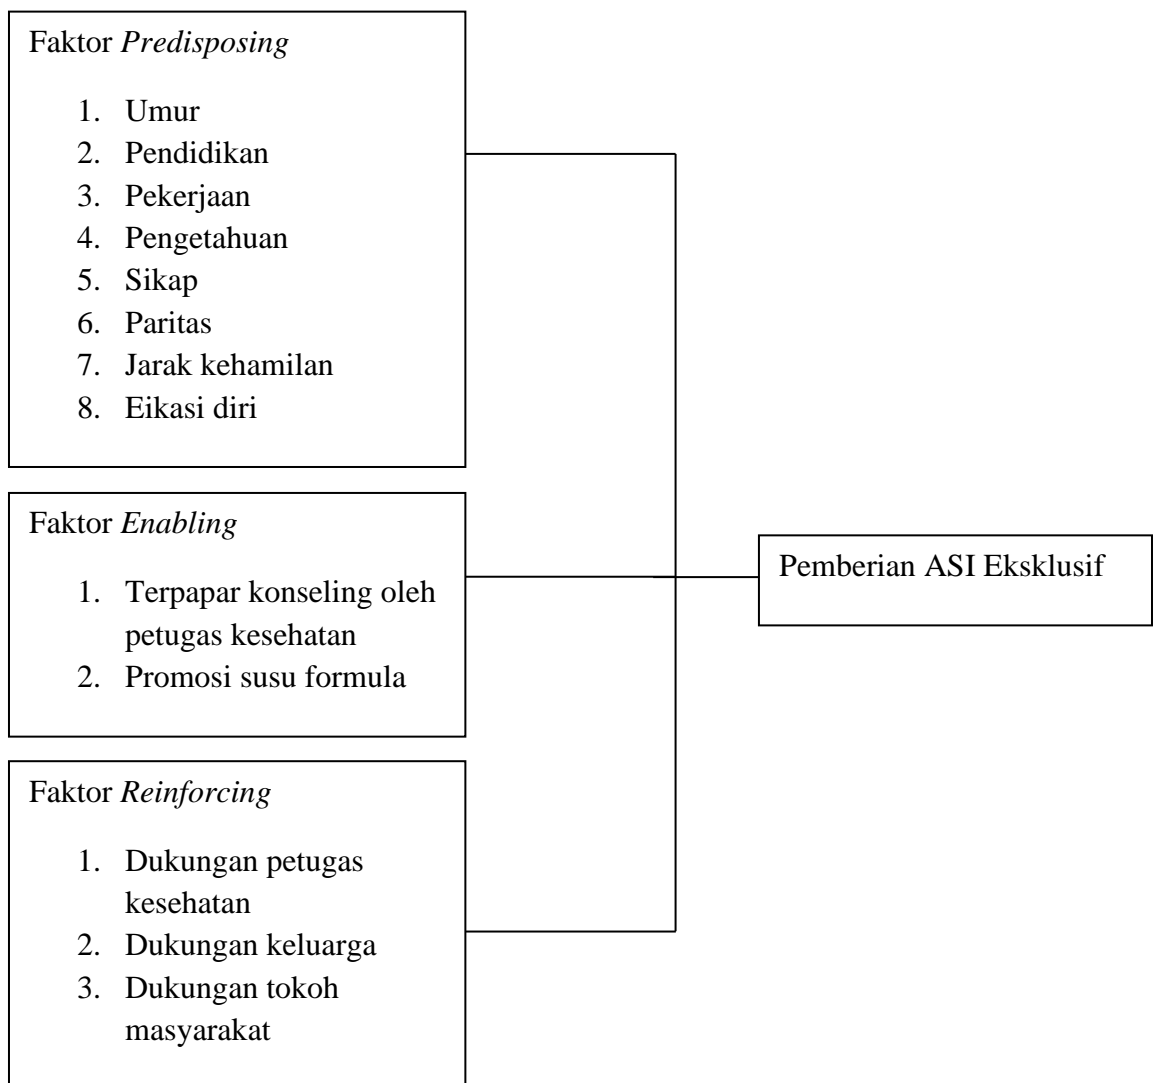 Faktor Predisposing
1. Umur
2. Pendidikan
3. Pekerjaan
4. Pengetahuan
5. Sikap
6. Paritas
7. Jarak kehamilan
8. Eikasi diri
Faktor Enabling
1. Terpapar konseling oleh
petugas kesehatan
2. Promosi susu formula
Pemberian ASI Eksklusif
Faktor Reinforcing
1. Dukungan petugas
kesehatan
2. Dukungan keluarga
3. Dukungan tokoh
masyarakat